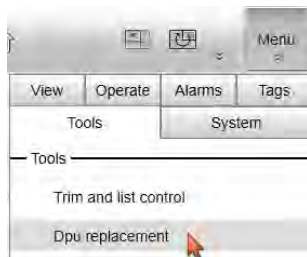 Menu
View Operate Alarms Tags
Tools System
Tools
Trim and list control
Dpu replacement